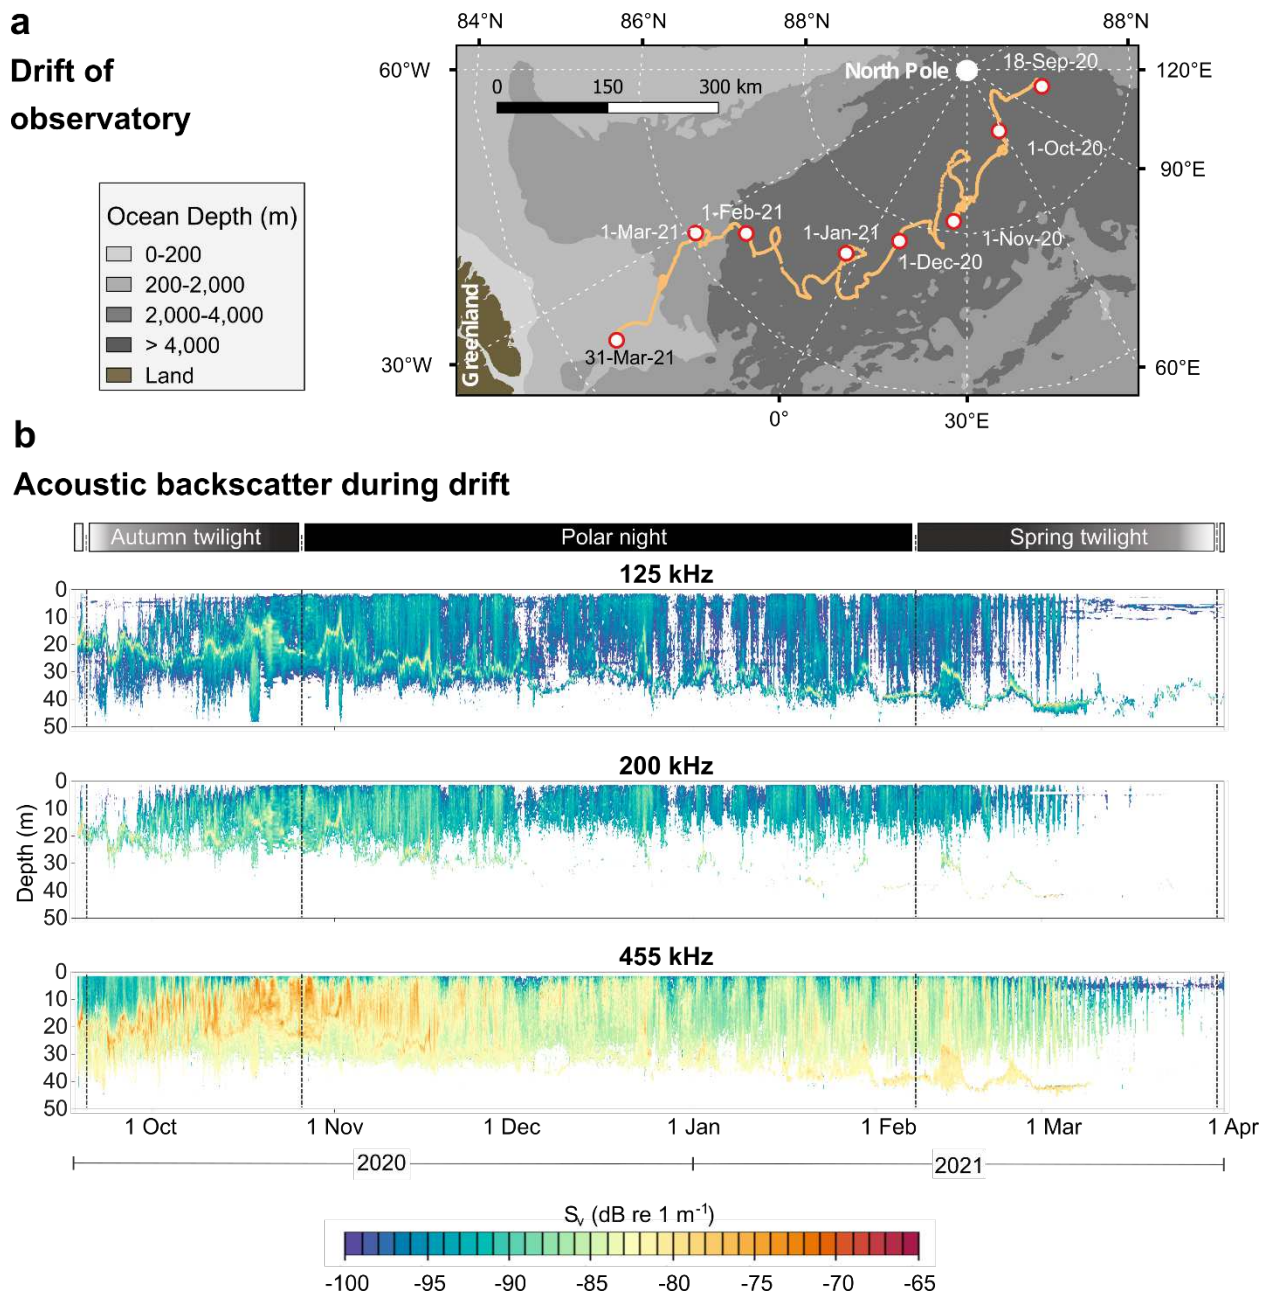 a
Drift of
observatory
84°N 86°N 88°N 88°N
60°W
30°W
120°E
90°E
60°E
0°
30°E
0 150 300 km
North Pole
18-Sep-20
1-Oct-20
1-Nov-20
1-Dec-20
1-Jan-21
1-Feb-21
1-Mar-21
31-Mar-21
Greenland
Ocean Depth (m)
0-200
200-2,000
2,000-4,000
> 4,000
Land
b
Acoustic backscatter during drift
Autumn twilight Polar night Spring twilight
125 kHz
0
10
20
30
40
50
200 kHz
Depth (m)
0
10
20
30
40
50
455 kHz
0
10
20
30
40
50
1 Oct 1 Nov 1 Dec 1 Jan 1 Feb 1 Mar 1 Apr
2020 2021
Sᵥ (dB re 1 m⁻¹)
-100 -95 -90 -85 -80 -75 -70 -65